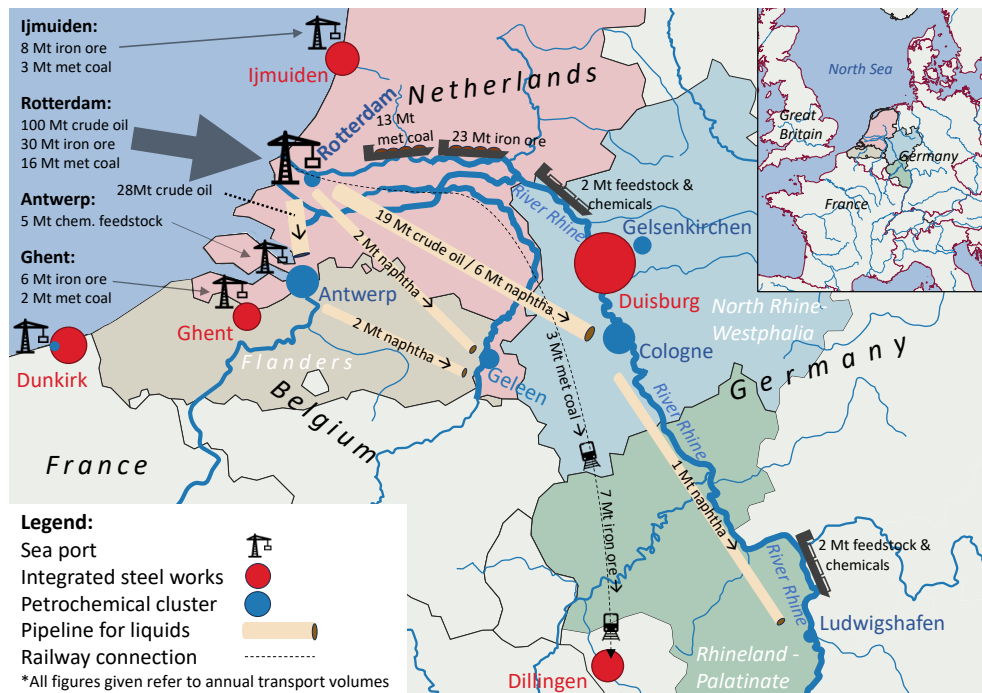 Ijmuiden:
8 Mt iron ore
3 Mt met coal
Rotterdam:
100 Mt crude oil
30 Mt iron ore
16 Mt met coal
Antwerp:
5 Mt chem. feedstock
Ghent:
6 Mt iron ore
2 Mt met coal
Ijmuiden
Netherlands
Rotterdam
13 Mt
met coal
23 Mt iron ore
28Mt crude oil
2 Mt feedstock &
chemicals
River Rhine
Gelsenkirchen
19 Mt crude oil / 6 Mt naphtha →
2 Mt naphtha →
2 Mt naphtha →
Antwerp
Ghent
Dunkirk
Flanders
Belgium
France
Geleen
Duisburg
Cologne
North Rhine-
Westphalia
Germany
3 Mt met coal →
7 Mt iron ore →
River Rhine
1 Mt naphtha →
2 Mt feedstock &
chemicals
River Rhine
Ludwigshafen
Dillingen
Rhineland -
Palatinate
North Sea
Great
Britain
Germany
France
Legend:
Sea port
Integrated steel works
Petrochemical cluster
Pipeline for liquids
Railway connection
*All figures given refer to annual transport volumes